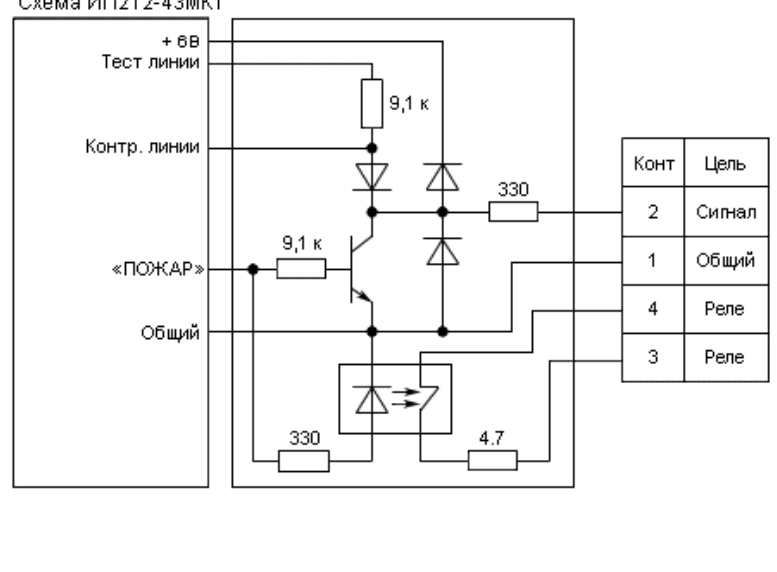 Схема ИП212-43МКТ
+ 6В
Тест линии
9,1 к
Контр. линии
Конт Цель
330
2 Сигнал
9,1 к
1 Общий
«ПОЖАР»
4 Реле
Общий
3 Реле
330
4.7